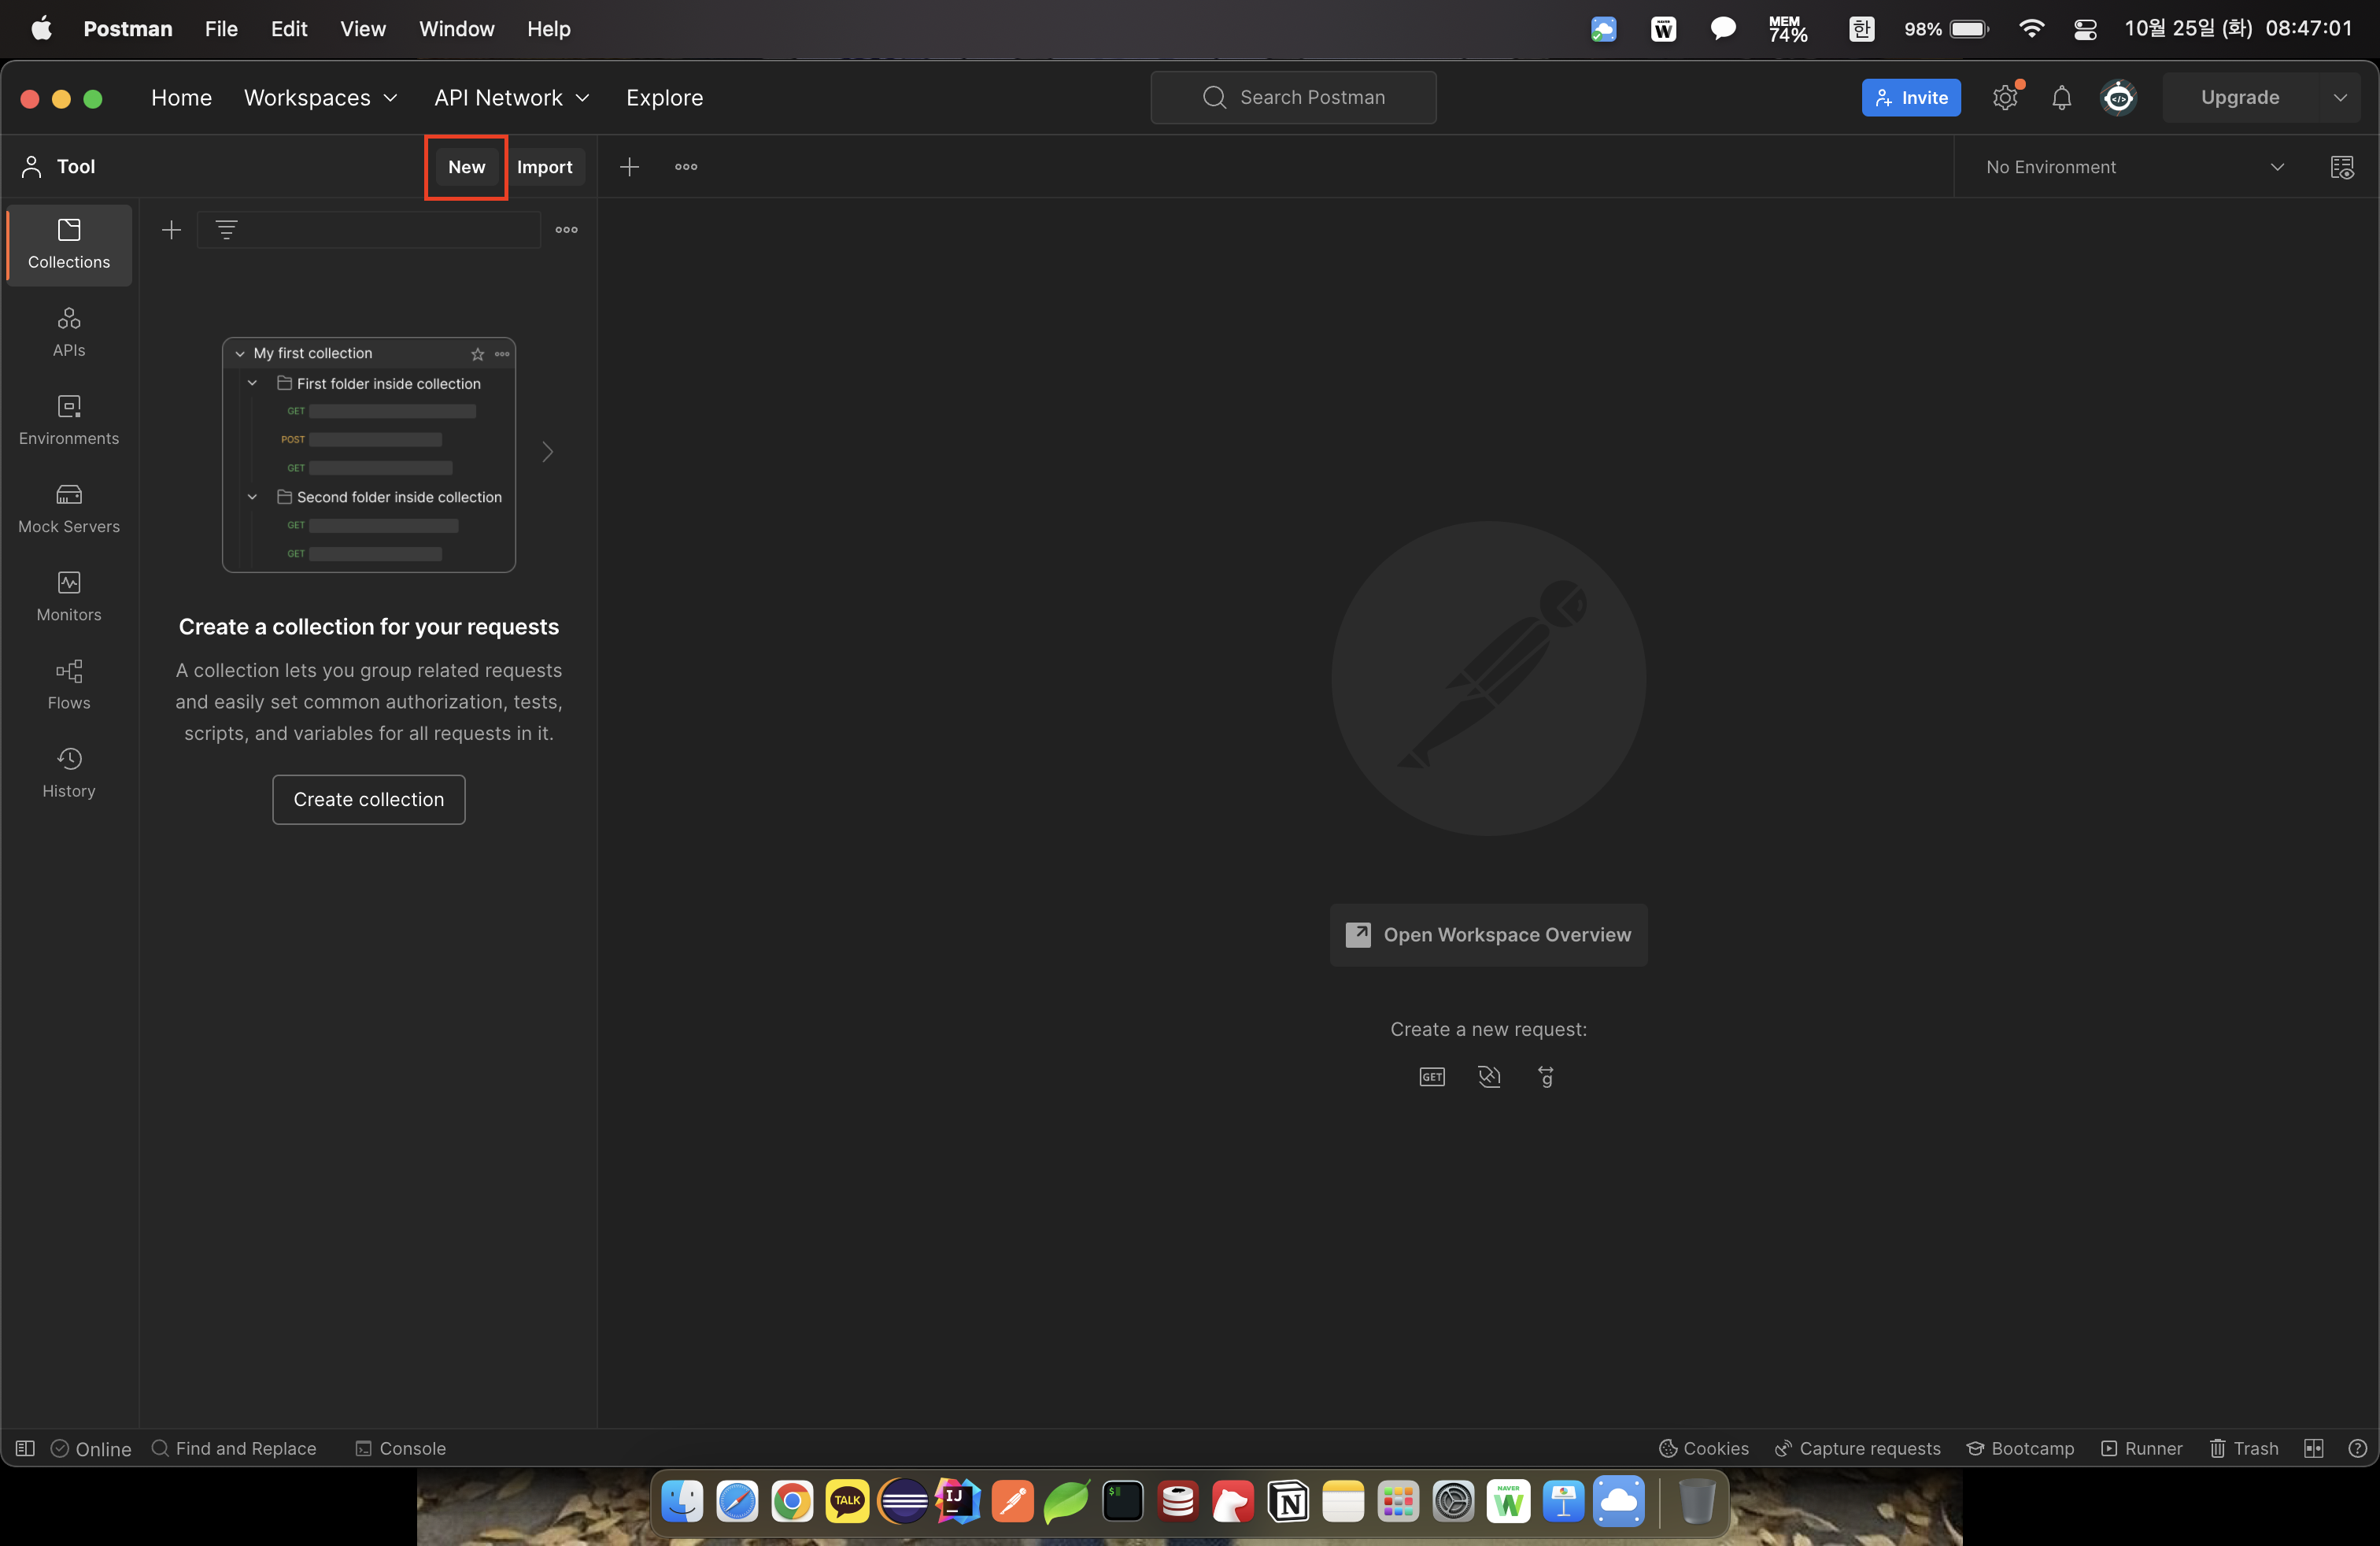 Postman File Edit View Window Help
W MEM 74% 한 98% 10월 25일 (화) 08:47:01
Home Workspaces API Network Explore Search Postman Invite Upgrade
Tool New Import No Environment
Collections
APIs
Environments
Mock Servers
Monitors
Flows
History
My first collection
First folder inside collection
GET
POST
GET
Second folder inside collection
GET
GET
Create a collection for your requests
A collection lets you group related requests
and easily set common authorization, tests,
scripts, and variables for all requests in it.
Create collection
Open Workspace Overview
Create a new request:
GET g
Online Find and Replace Console Cookies Capture requests Bootcamp Runner Trash
TALK IJ $ N NAVER W